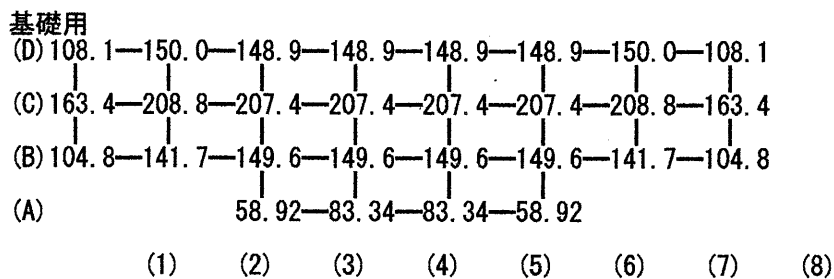 基礎用
(D) 108.1—150.0—148.9—148.9—148.9—148.9—150.0—108.1
(C) 163.4—208.8—207.4—207.4—207.4—207.4—208.8—163.4
(B) 104.8—141.7—149.6—149.6—149.6—149.6—141.7—104.8
(A) 58.92—83.34—83.34—58.92
(1) (2) (3) (4) (5) (6) (7) (8)